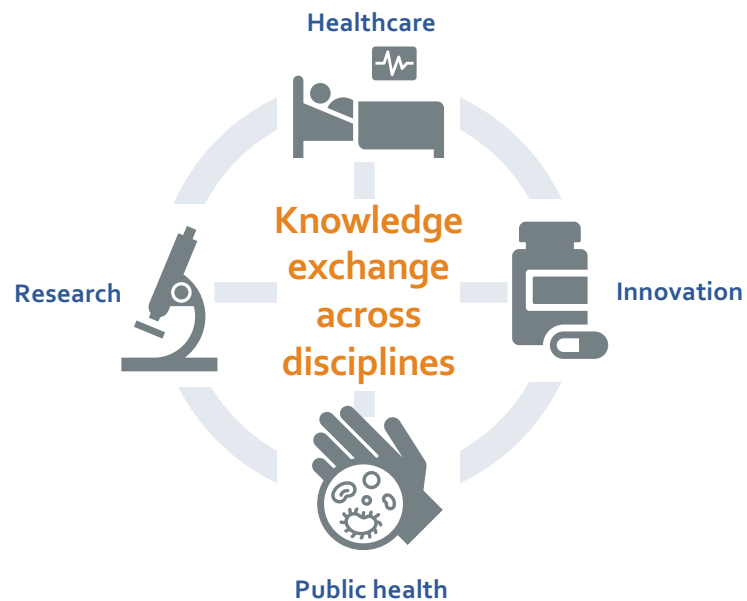 Healthcare
Knowledge
exchange
across
disciplines
Research
Innovation
Public health